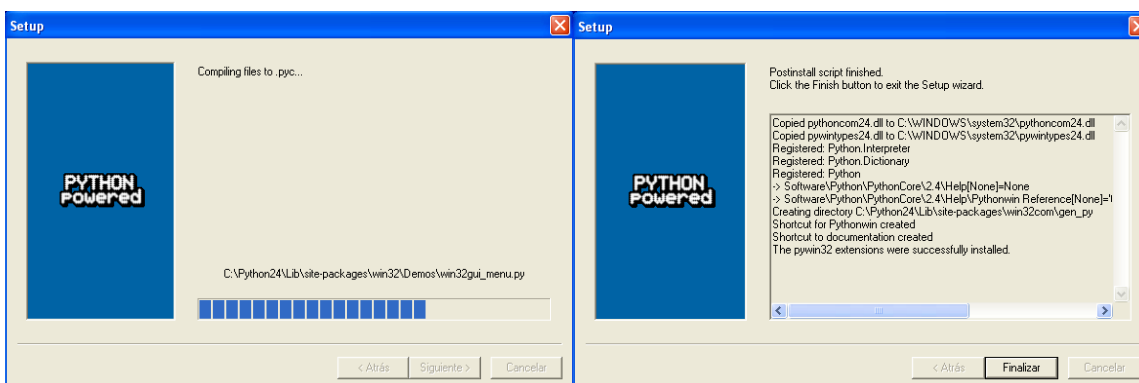 Setup
Compiling files to .pyc...
PYTHON
powered
C:\Python24\Lib\site-packages\win32\Demos\win32gui_menu.py
< Atrás
Siguiente >
Cancelar
Setup
Postinstall script finished.
Click the Finish button to exit the Setup wizard.
PYTHON
powered
Copied pythoncom24.dll to C:\WINDOWS\system32\pythoncom24.dll
Copied pywintypes24.dll to C:\WINDOWS\system32\pywintypes24.dll
Registered: Python.Interpreter
Registered: Python.Dictionary
Registered: Python
-> Software\Python\PythonCore\2.4\Help[None]=None
-> Software\Python\PythonCore\2.4\Help\Pythonwin Reference[None]='
Creating directory C:\Python24\Lib\site-packages\win32com\gen_py
Shortcut for Pythonwin created
Shortcut to documentation created
The pywin32 extensions were successfully installed.
< Atrás
Finalizar
Cancelar